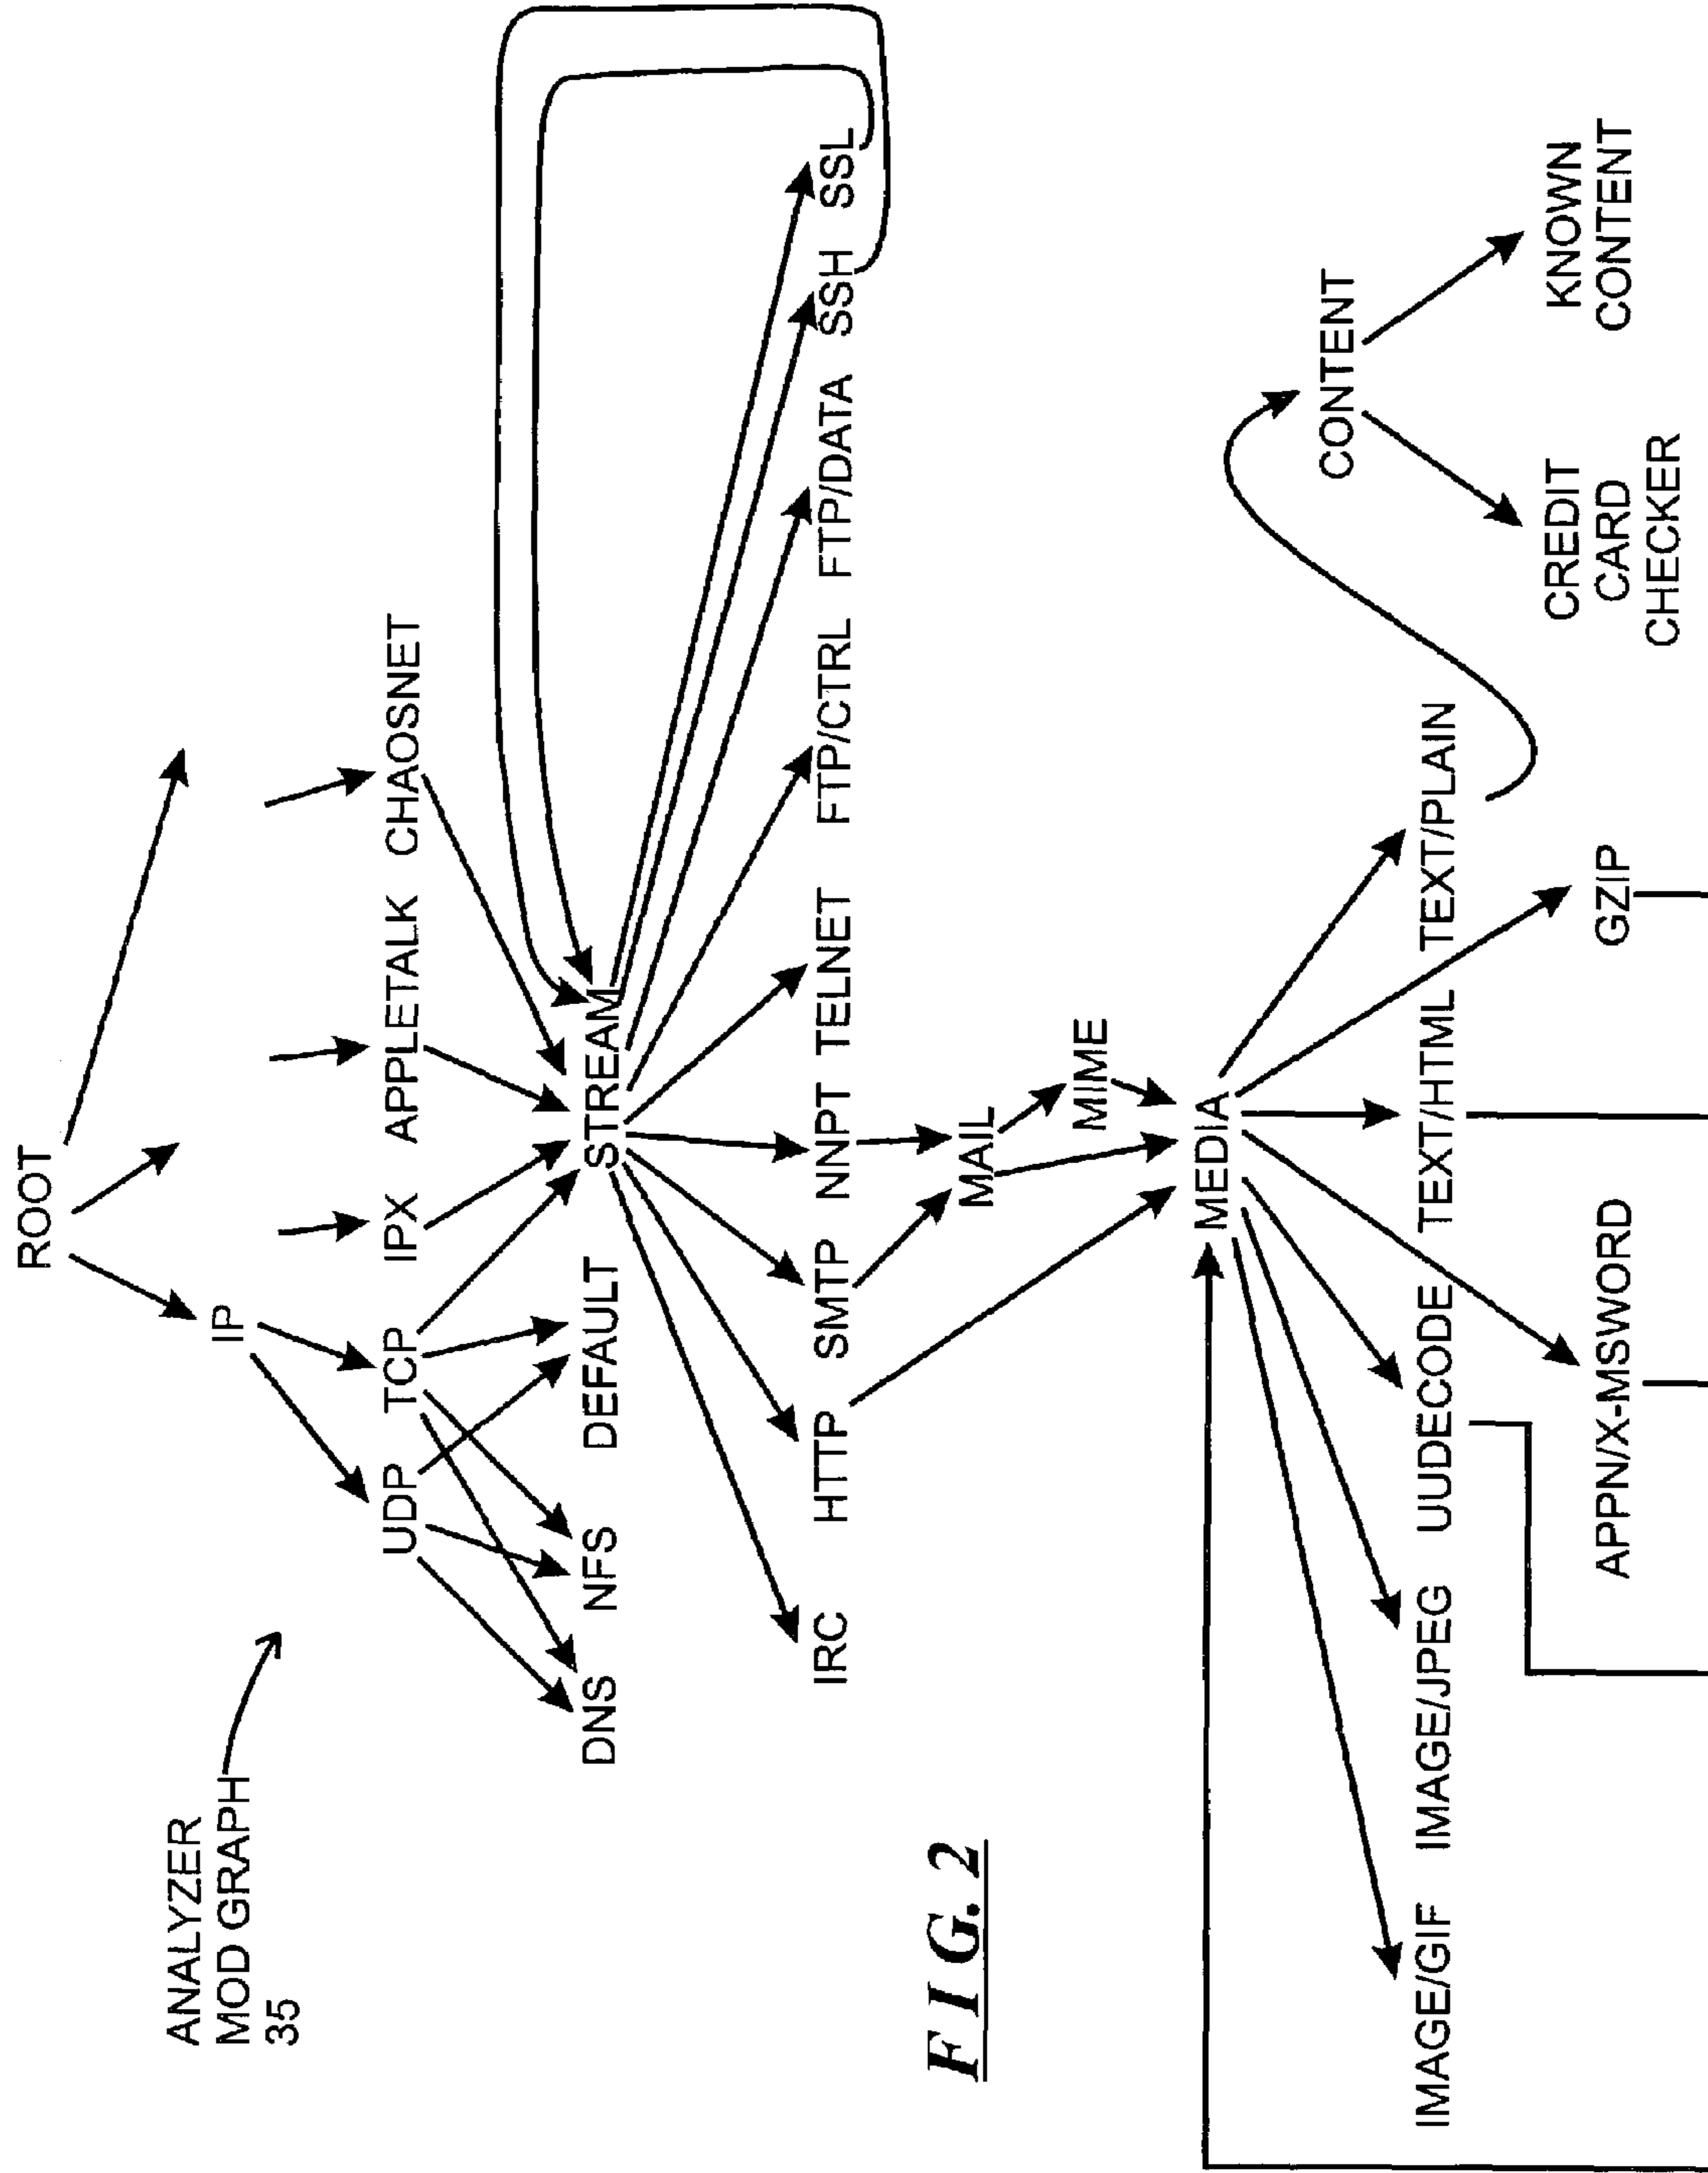 ROOT
ANALYZER
MOD GRAPH
35
IP
UDP TCP IPX APPLETALK CHAOSNET
DNS NFS DEFAULT STREAM
IRC HTTP SMTP NNPT TELNET FTP/CTRL FTP/DATA SSH SSL
FIG. 2
MAIL
MIME
MEDIA
CONTENT
IMAGE/GIF IMAGE/JPEG UUDECODE TEXT/HTML TEXT/PLAIN
CREDIT
CARD
CHECKER
KNOWN
CONTENT
APPN/X-MSWORD GZIP